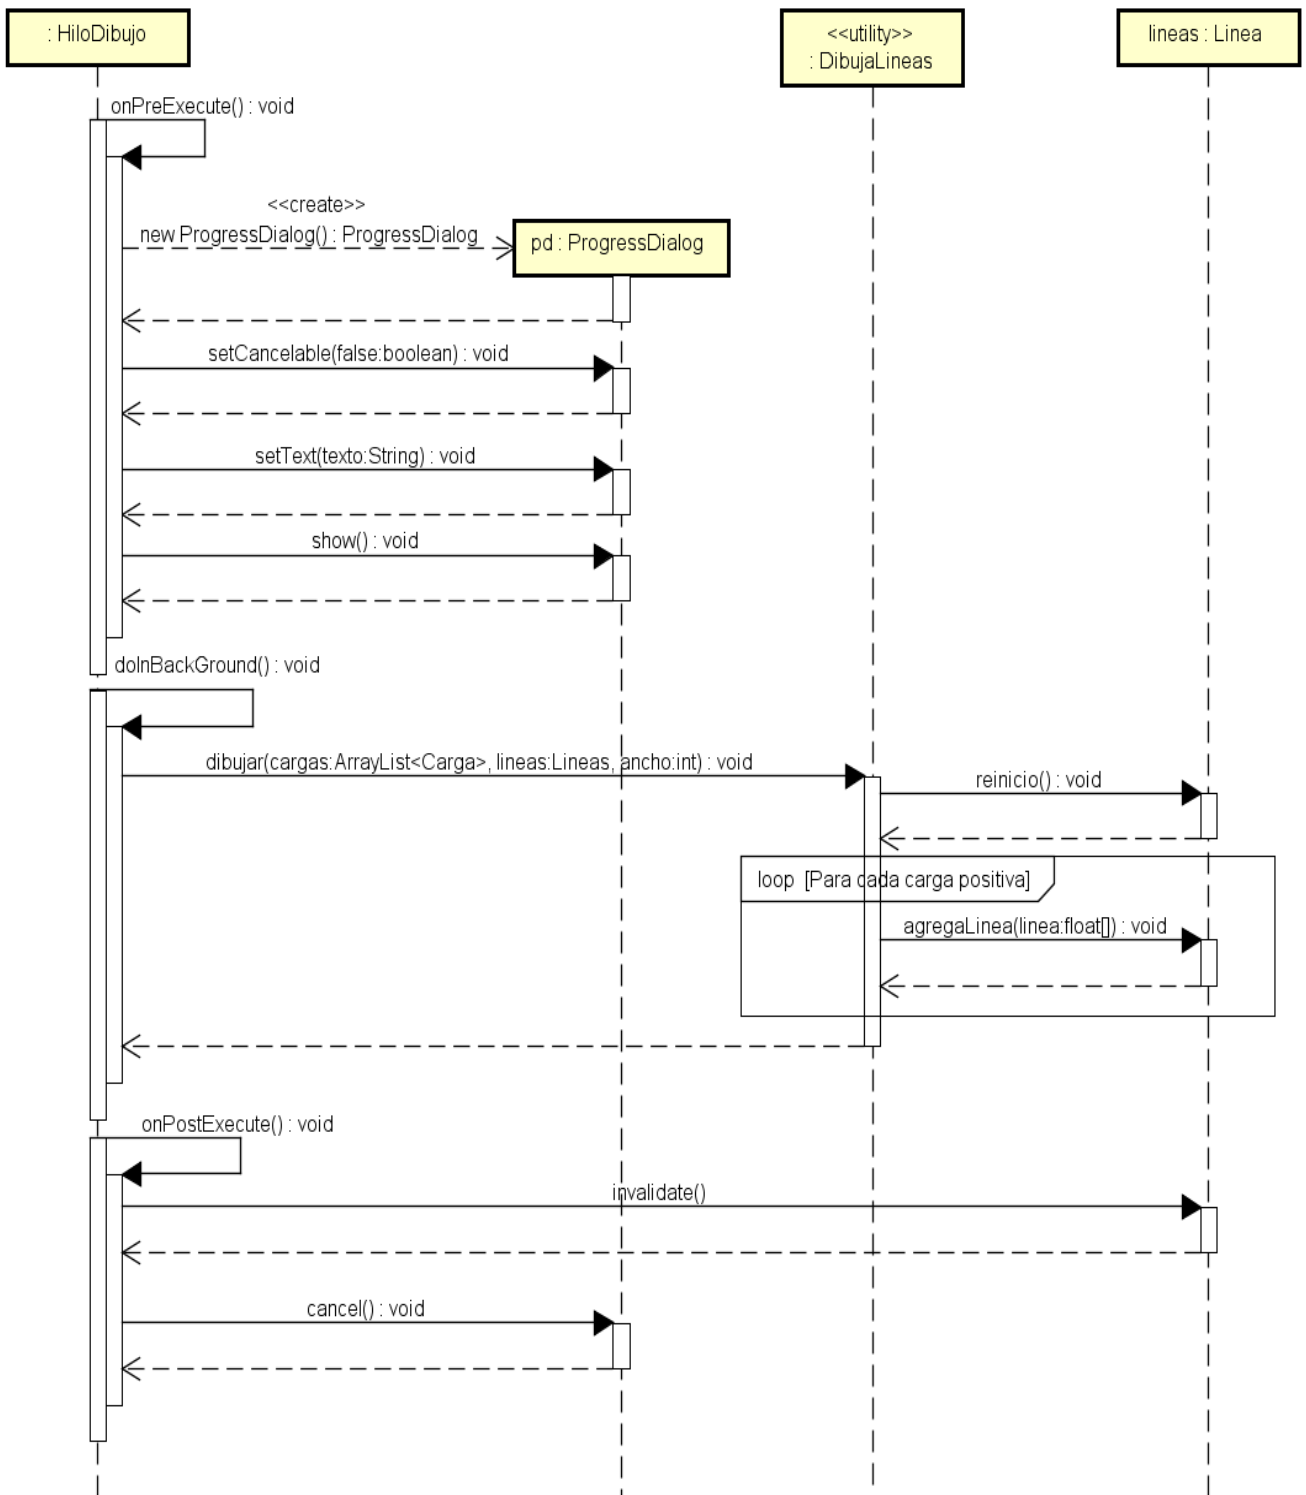 : HiloDibujo
<<utility>>
: DibujaLineas
lineas : Linea
onPreExecute() : void
<<create>>
new ProgressDialog() : ProgressDialog
pd : ProgressDialog
setCancelable(false:boolean) : void
setText(texto:String) : void
show() : void
doInBackGround() : void
dibujar(cargas:ArrayList<Carga>, lineas:Lineas, ancho:int) : void
reinicio() : void
loop [Para cada carga positiva]
agregaLinea(linea:float[]) : void
onPostExecute() : void
invalidate()
cancel() : void